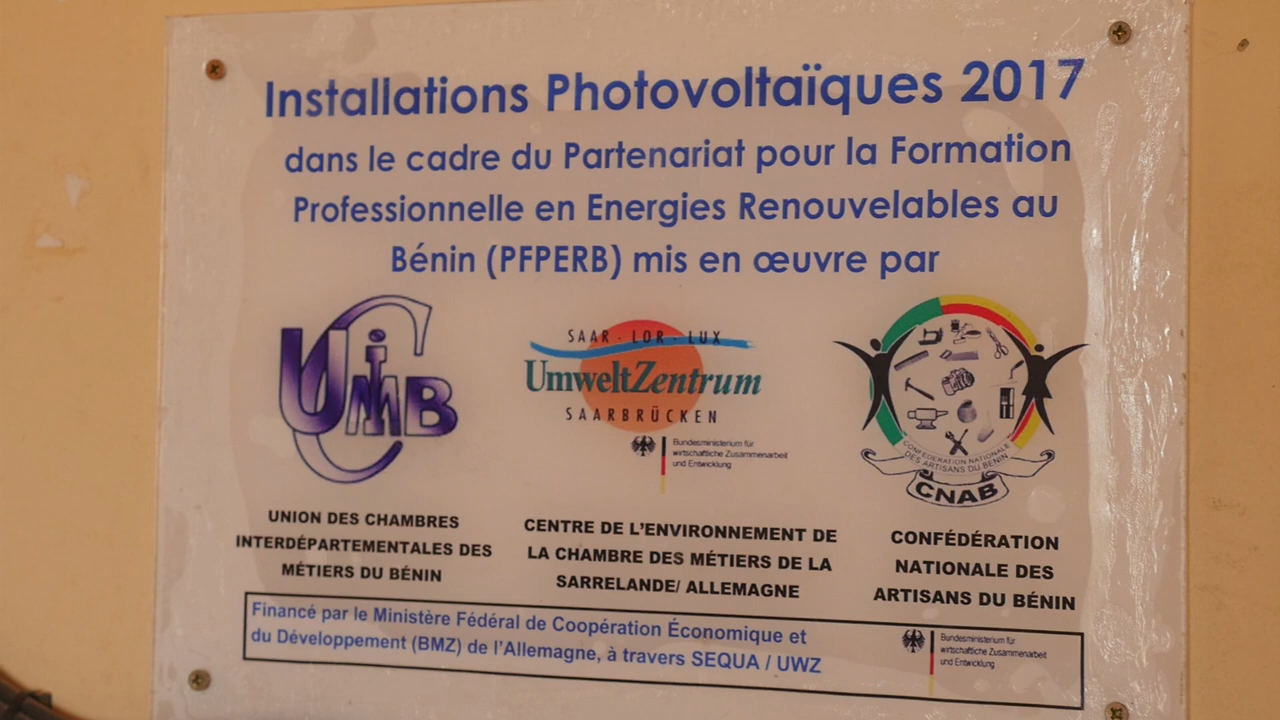 Installations Photovoltaïques 2017
dans le cadre du Partenariat pour la Formation
Professionnelle en Energies Renouvelables au
Bénin (PFPERB) mis en œuvre par
UCimB
SAAR - LOR - LUX
UmweltZentrum
SAARBRÜCKEN
Bundesministerium für
wirtschaftliche Zusammenarbeit
und Entwicklung
CONFEDERATION NATIONALE
DES ARTISANS DU BENIN
CNAB
UNION DES CHAMBRES
INTERDÉPARTEMENTALES DES
MÉTIERS DU BÉNIN
CENTRE DE L'ENVIRONNEMENT DE
LA CHAMBRE DES MÉTIERS DE LA
SARRELANDE/ ALLEMAGNE
CONFÉDÉRATION
NATIONALE DES
ARTISANS DU BÉNIN
Financé par le Ministère Fédéral de Coopération Économique et
du Développement (BMZ) de l'Allemagne, à travers SEQUA / UWZ
Bundesministerium für
wirtschaftliche Zusammenarbeit
und Entwicklung